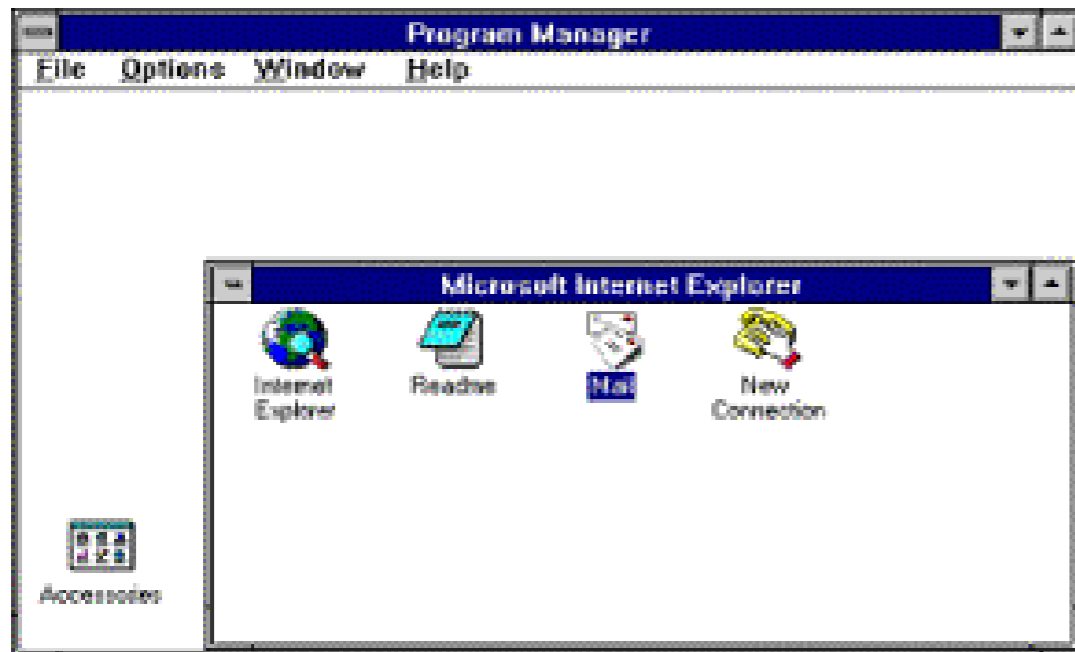 Program Manager
File Options Window Help
Microsoft Internet Explorer
Internet Explorer
Readme
Mail
New Connection
Accessories